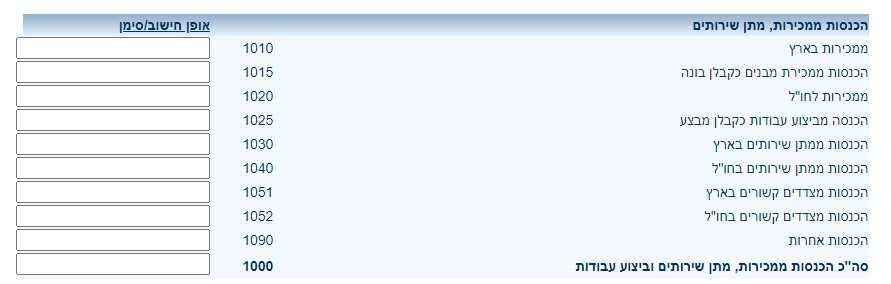 הכנסות ממכירות, מתן שירותים אופן חישוב/סימן
ממכירות בארץ 1010
הכנסות ממכירת מבנים כקבלן בונה 1015
ממכירות לחו"ל 1020
הכנסה מביצוע עבודות כקבלן מבצע 1025
הכנסות ממתן שירותים בארץ 1030
הכנסות ממתן שירותים בחו"ל 1040
הכנסות מצדדים קשורים בארץ 1051
הכנסות מצדדים קשורים בחו"ל 1052
הכנסות אחרות 1090
סה"כ הכנסות ממכירות, מתן שירותים וביצוע עבודות 1000